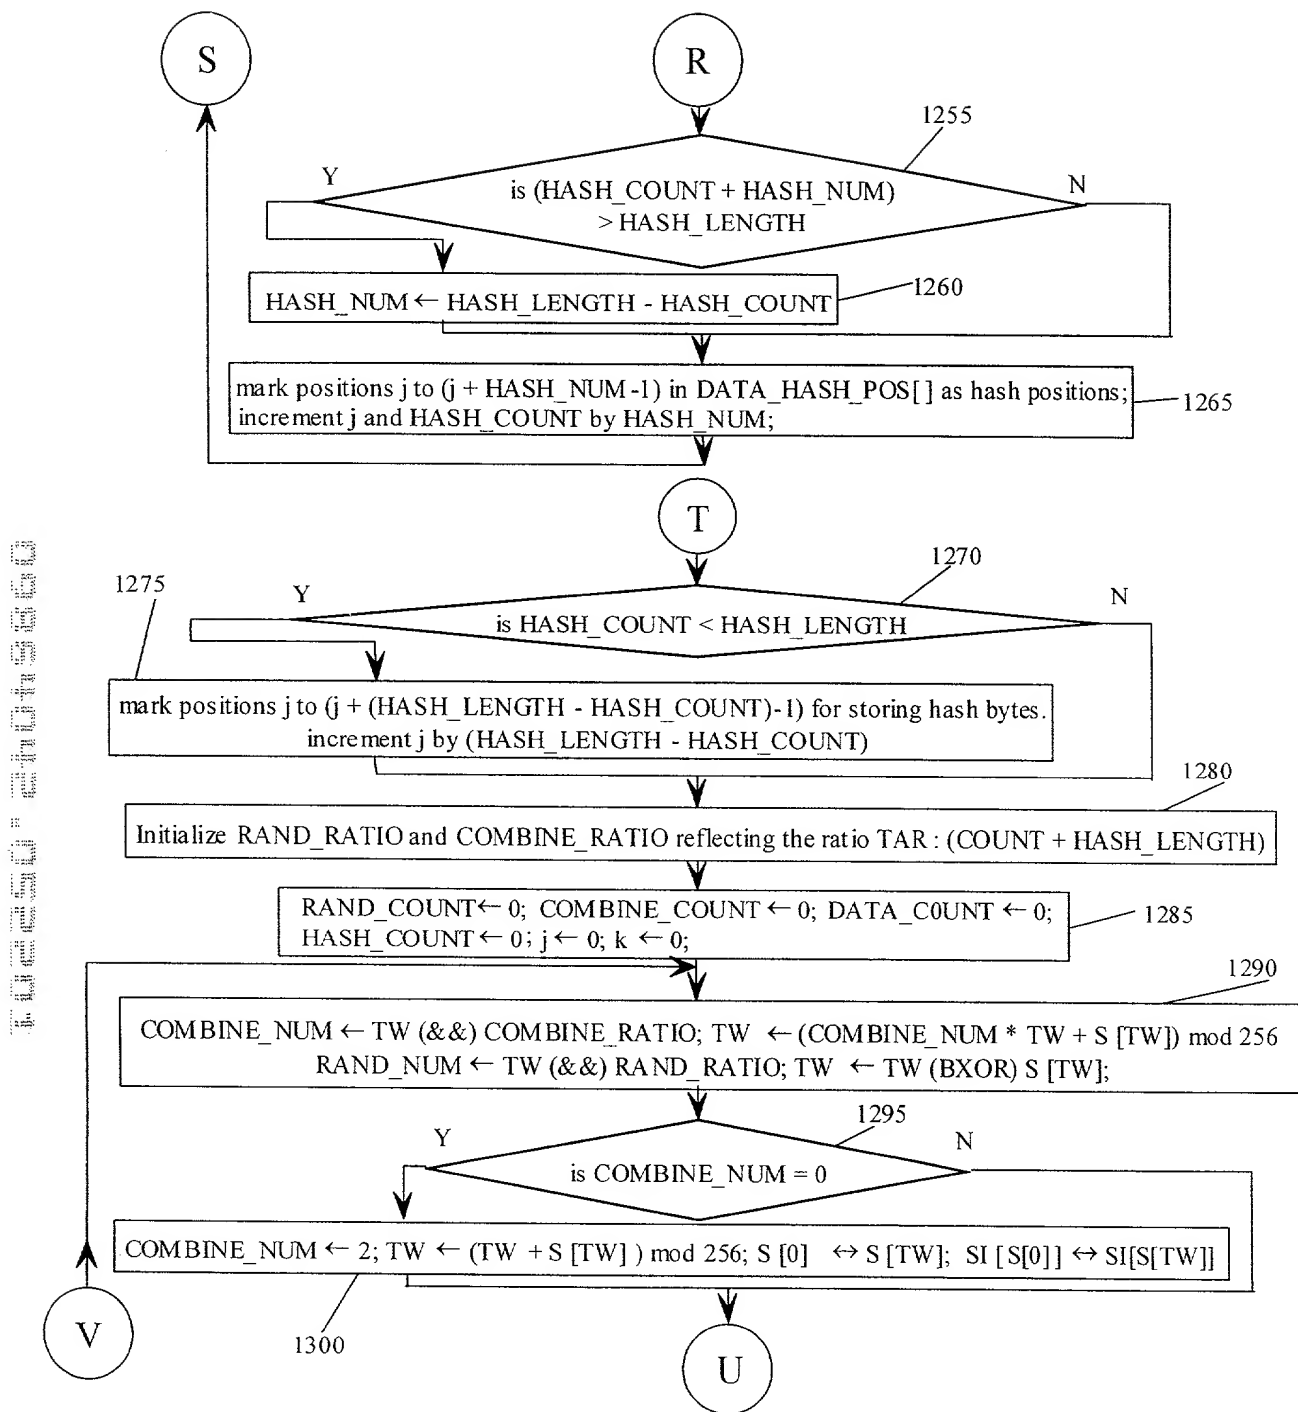 S
R
1255
Y
N
is (HASH_COUNT + HASH_NUM)
> HASH_LENGTH
1260
HASH_NUM ← HASH_LENGTH - HASH_COUNT
mark positions j to (j + HASH_NUM -1) in DATA_HASH_POS[ ] as hash positions;
increment j and HASH_COUNT by HASH_NUM;
1265
T
1270
1275
Y
N
is HASH_COUNT < HASH_LENGTH
mark positions j to (j + (HASH_LENGTH - HASH_COUNT)-1) for storing hash bytes.
increment j by (HASH_LENGTH - HASH_COUNT)
1280
Initialize RAND_RATIO and COMBINE_RATIO reflecting the ratio TAR : (COUNT + HASH_LENGTH)
RAND_COUNT ← 0; COMBINE_COUNT ← 0; DATA_C0UNT ← 0;
HASH_COUNT ← 0; j ← 0; k ← 0;
1285
1290
COMBINE_NUM ← TW (&&) COMBINE_RATIO; TW ← (COMBINE_NUM * TW + S [TW]) mod 256
RAND_NUM ← TW (&&) RAND_RATIO; TW ← TW (BXOR) S [TW];
1295
Y
N
is COMBINE_NUM = 0
COMBINE_NUM ← 2; TW ← (TW + S [TW] ) mod 256; S [0] ↔ S [TW]; SI [S[0]] ↔ SI[S[TW]]
V
1300
U